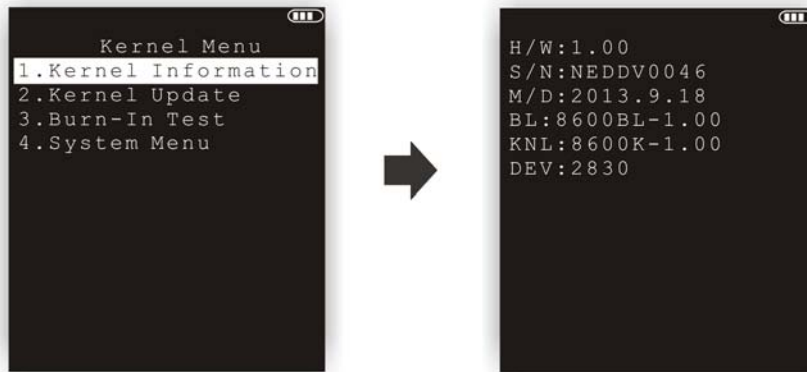 Kernel Menu
1.Kernel Information
2.Kernel Update
3.Burn-In Test
4.System Menu
H/W:1.00
S/N:NEDDV0046
M/D:2013.9.18
BL:8600BL-1.00
KNL:8600K-1.00
DEV:2830